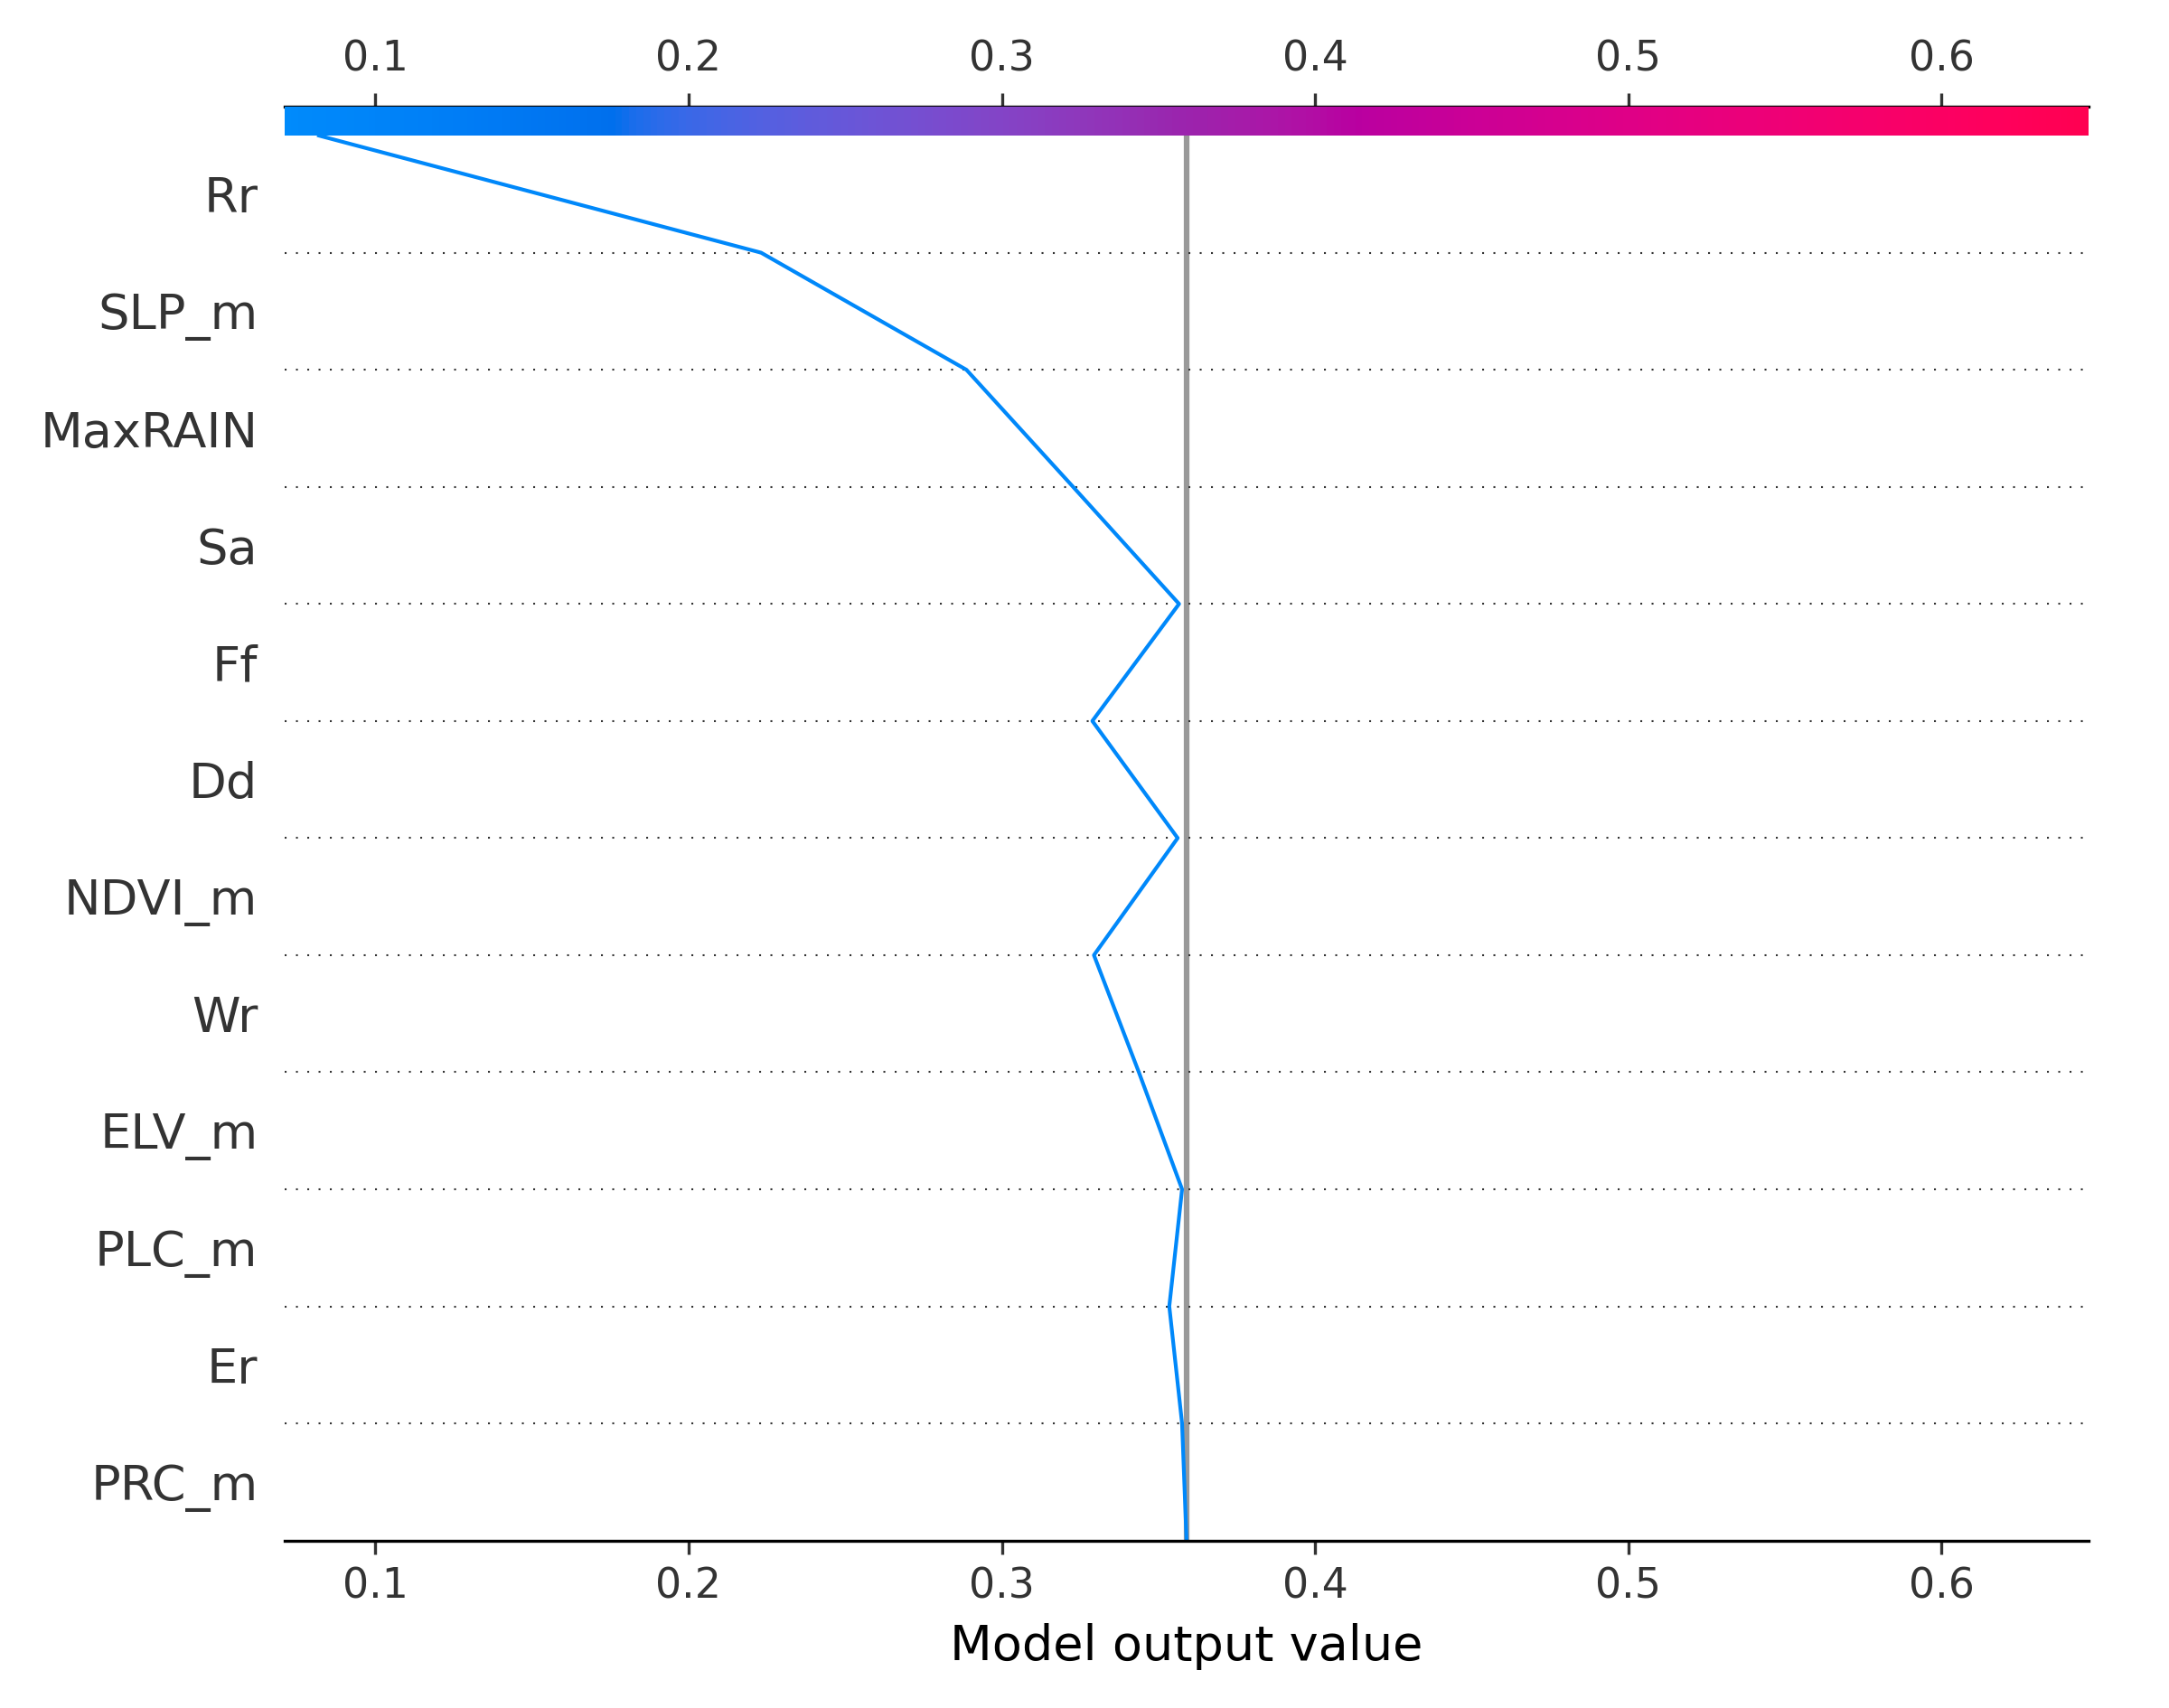 0.1 0.2 0.3 0.4 0.5 0.6
Rr
SLP_m
MaxRAIN
Sa
Ff
Dd
NDVI_m
Wr
ELV_m
PLC_m
Er
PRC_m
0.1 0.2 0.3 0.4 0.5 0.6
Model output value